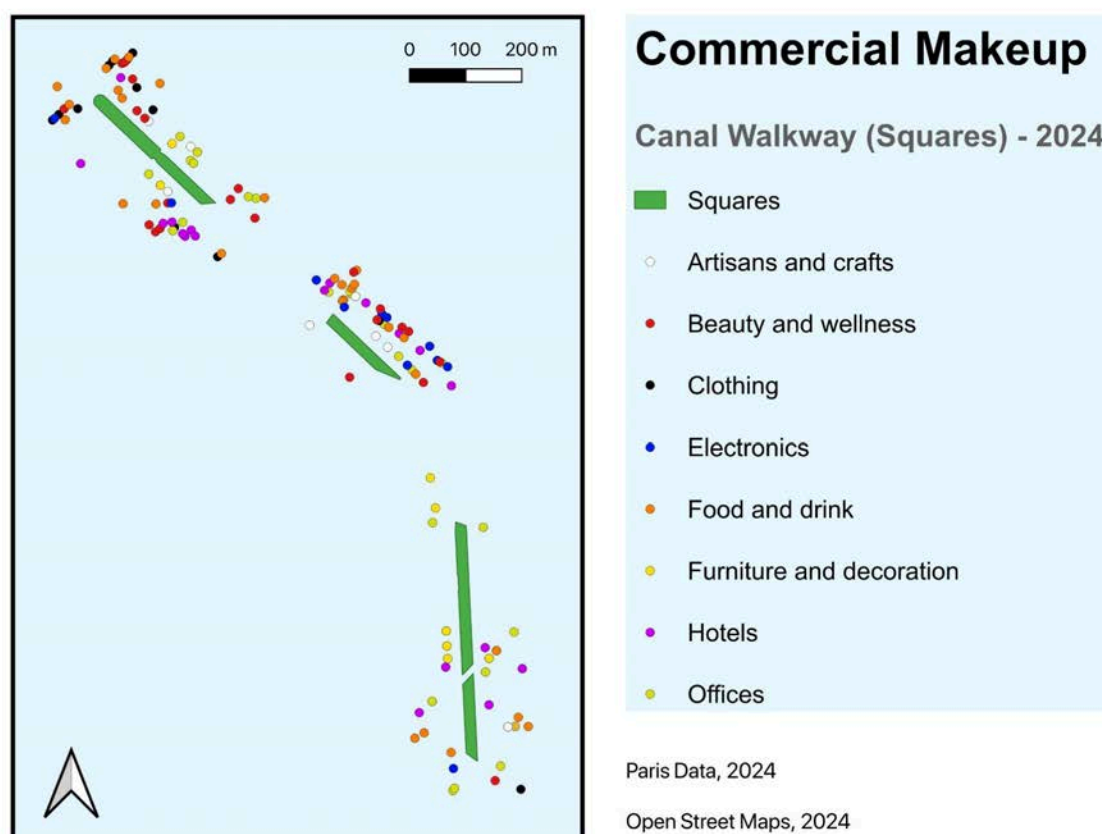 0 100 200 m
Commercial Makeup
Canal Walkway (Squares) - 2024
Squares
Artisans and crafts
Beauty and wellness
Clothing
Electronics
Food and drink
Furniture and decoration
Hotels
Offices
Paris Data, 2024
Open Street Maps, 2024